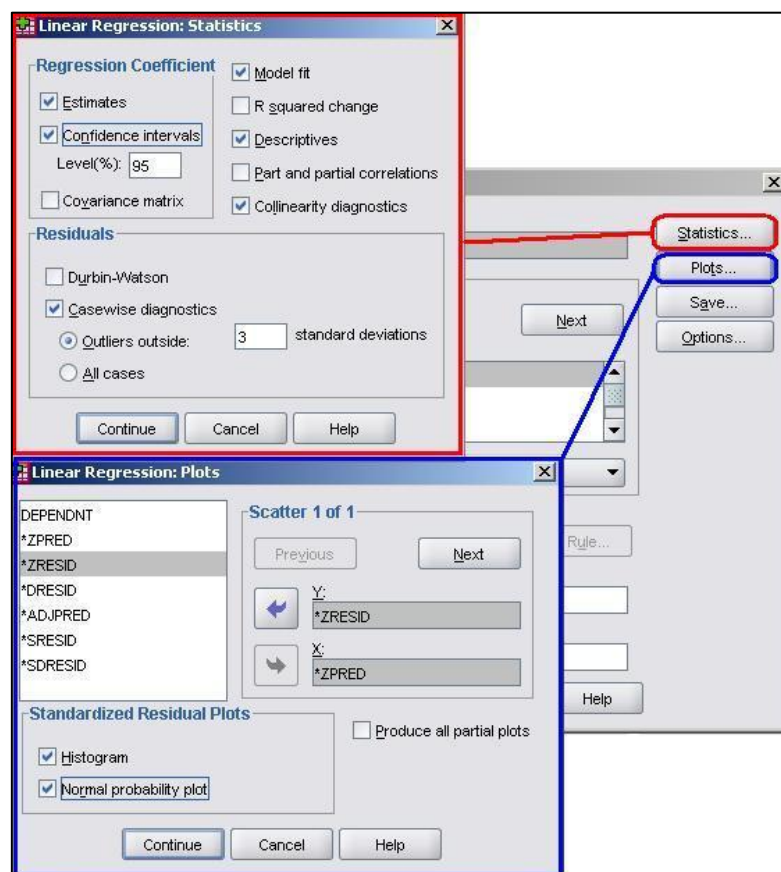 Linear Regression: Statistics
Regression Coefficient
Estimates
Confidence intervals
Level(%): 95
Covariance matrix
Model fit
R squared change
Descriptives
Part and partial correlations
Collinearity diagnostics
Residuals
Durbin-Watson
Casewise diagnostics
Outliers outside: 3 standard deviations
All cases
Continue Cancel Help
Statistics...
Plots...
Save...
Options...
Next
Rule...
Help
Linear Regression: Plots
DEPENDNT
*ZPRED
*ZRESID
*DRESID
*ADJPRED
*SRESID
*SDRESID
Scatter 1 of 1
Previous Next
Y:
*ZRESID
X:
*ZPRED
Standardized Residual Plots
Histogram
Normal probability plot
Produce all partial plots
Continue Cancel Help